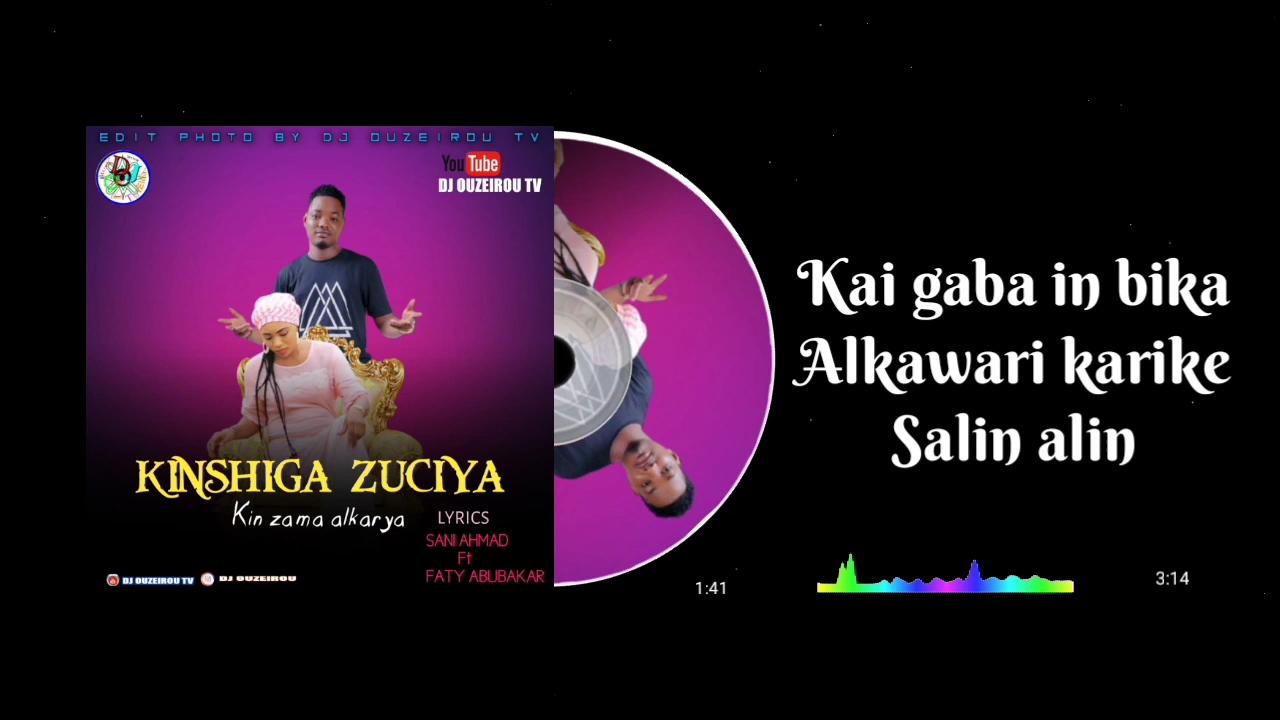 EDIT PHOTO BY DJ OUZEIROU TV
YouTube
DJ OUZEIROU TV
KINSHIGA ZUCIYA
Kin zama alkarya
LYRICS
SANI AHMAD
Ft
FATY ABUBAKAR
DJ OUZEIROU TV DJ OUZEIROU
Kai gaba in bika
Alkawari karike
Salin alin
1:41
3:14